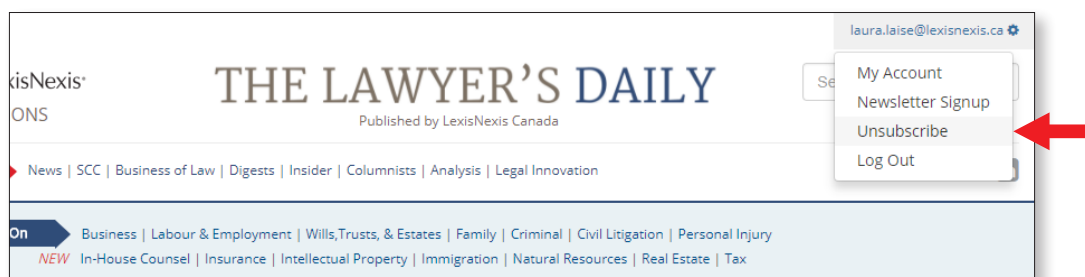 laura.laise@lexisnexis.ca
xisNexis®
ONS
THE LAWYER'S DAILY
Published by LexisNexis Canada
Se
My Account
Newsletter Signup
Unsubscribe
Log Out
News | SCC | Business of Law | Digests | Insider | Columnists | Analysis | Legal Innovation
On
Business | Labour & Employment | Wills,Trusts, & Estates | Family | Criminal | Civil Litigation | Personal Injury
NEW In-House Counsel | Insurance | Intellectual Property | Immigration | Natural Resources | Real Estate | Tax